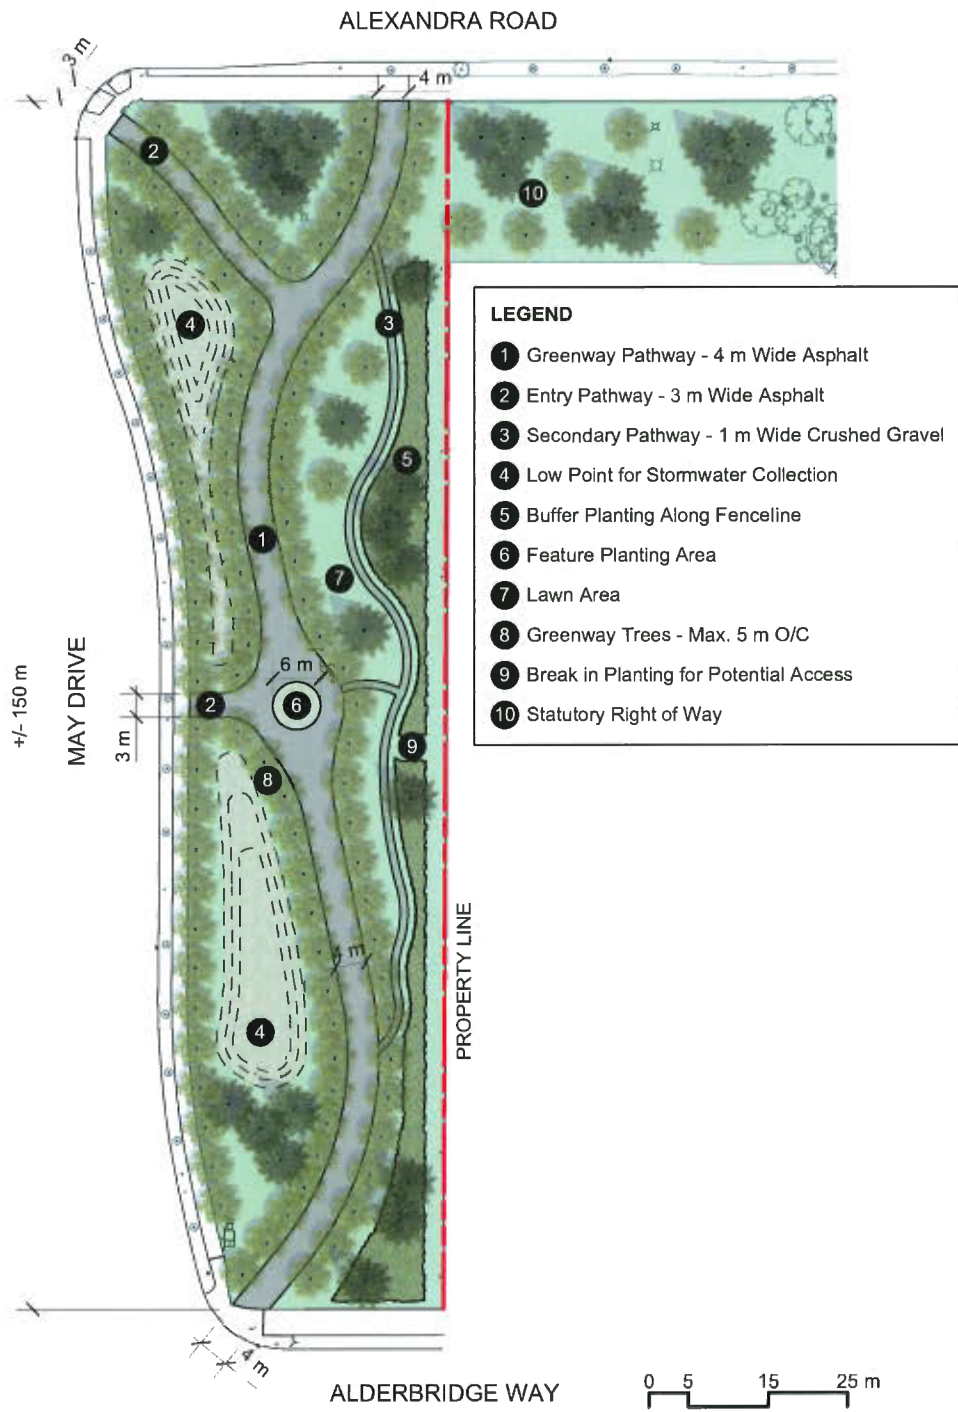 ALEXANDRA ROAD
3 m
4 m
2
10
4
3
LEGEND
1 Greenway Pathway - 4 m Wide Asphalt
2 Entry Pathway - 3 m Wide Asphalt
3 Secondary Pathway - 1 m Wide Crushed Gravel
4 Low Point for Stormwater Collection
5 Buffer Planting Along Fenceline
6 Feature Planting Area
7 Lawn Area
8 Greenway Trees - Max. 5 m O/C
9 Break in Planting for Potential Access
10 Statutory Right of Way
5
1
7
6 m
+/- 150 m
MAY DRIVE
2
6
3 m
9
8
4 m
PROPERTY LINE
4
4 m
ALDERBRIDGE WAY
0 5 15 25 m